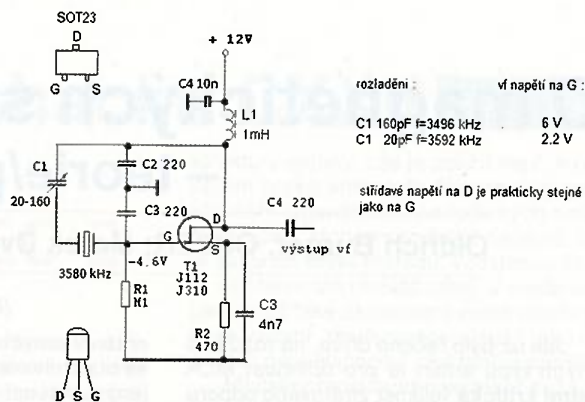 SOT23
D
G S
+ 12V
C4 10n
L1
1mH
C1
20-160
C2 220
C3 220
3580 kHz
-4.6V
G
D
S
T1
J112
J310
C4 220
výstup vf
R1
M1
R2
470
C3
4n7
D S G
rozladěni : vf napětí na G :
C1 160pF f=3496 kHz 6 V
C1 20pF f=3592 kHz 2.2 V
střídavé napětí na D je prakticky stejné
jako na G